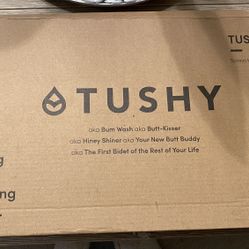 TUS
TUSHY
aka Bum Wash aka Butt-Kisser
aka Hiney Shiner aka Your New Butt Buddy
aka The First Bidet of the Rest of Your Life